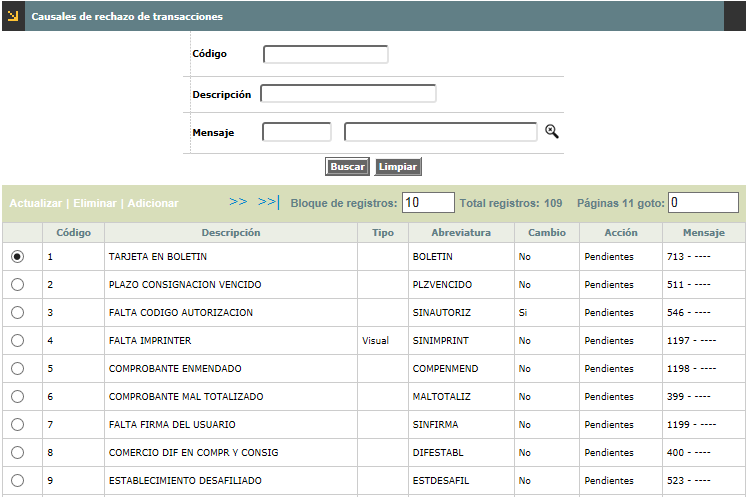 Causales de rechazo de transacciones
Código
Descripción
Mensaje
Buscar Limpiar
Actualizar | Eliminar | Adicionar >> >>| Bloque de registros: 10 Total registros: 109 Páginas 11 goto: 0
Código Descripción Tipo Abreviatura Cambio Acción Mensaje
1 TARJETA EN BOLETIN BOLETIN No Pendientes 713 - ----
2 PLAZO CONSIGNACION VENCIDO PLZVENCIDO No Pendientes 511 - ----
3 FALTA CODIGO AUTORIZACION SINAUTORIZ Si Pendientes 546 - ----
4 FALTA IMPRINTER Visual SINIMPRINT No Pendientes 1197 - ----
5 COMPROBANTE ENMENDADO COMPENMEND No Pendientes 1198 - ----
6 COMPROBANTE MAL TOTALIZADO MALTOTALIZ No Pendientes 399 - ----
7 FALTA FIRMA DEL USUARIO SINFIRMA No Pendientes 1199 - ----
8 COMERCIO DIF EN COMPR Y CONSIG DIFESTABL No Pendientes 400 - ----
9 ESTABLECIMIENTO DESAFILIADO ESTDESAFIL No Pendientes 523 - ----